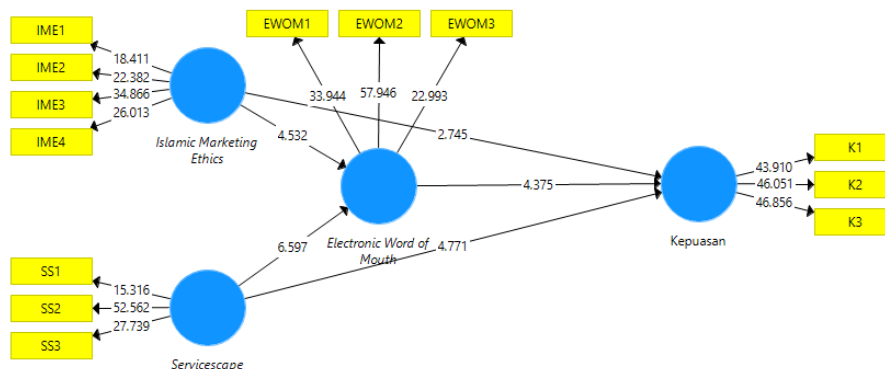 EWOM1
EWOM2
EWOM3
IME1
IME2
IME3
IME4
18.411
22.382
34.866
26.013
33.944
57.946
22.993
Islamic Marketing
Ethics
4.532
2.745
K1
K2
K3
43.910
46.051
46.856
4.375
Kepuasan
Electronic Word of
Mouth
6.597
4.771
SS1
SS2
SS3
15.316
52.562
27.739
Servicescape